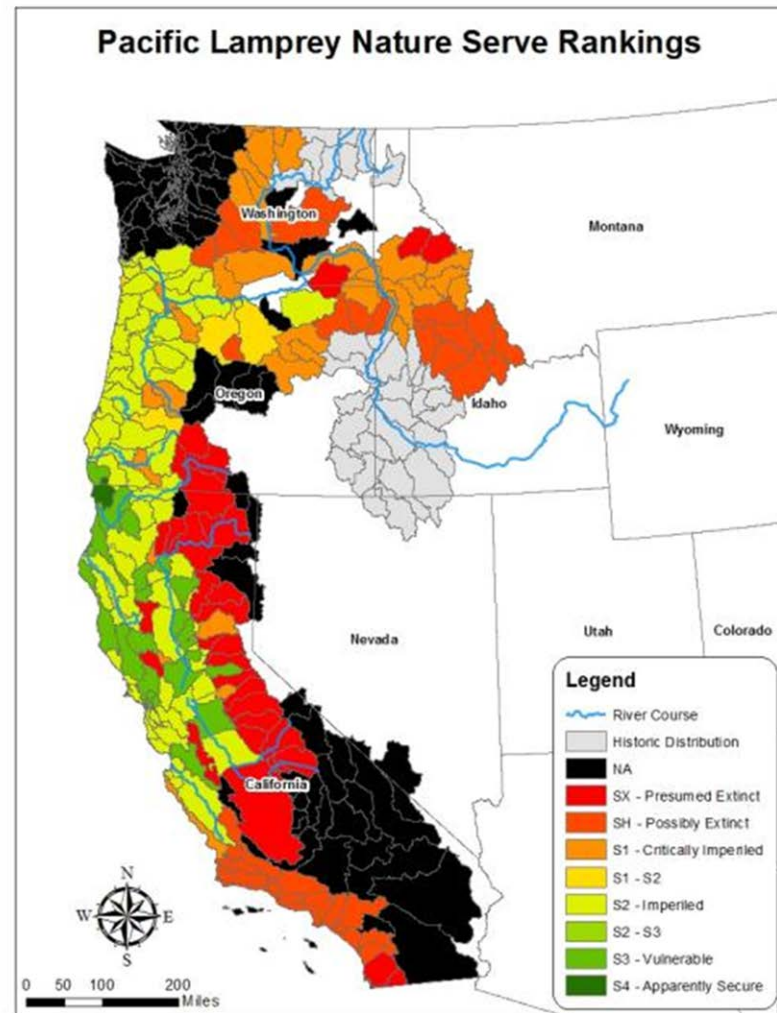 Pacific Lamprey Nature Serve Rankings
Washington
Montana
Oregon
Idaho
Wyoming
Nevada
Utah
Colorado
California
Legend
River Course
Historic Distribution
NA
SX - Presumed Extinct
SH - Possibly Extinct
S1 - Critically Imperiled
S1 - S2
S2 - Imperiled
S2 - S3
S3 - Vulnerable
S4 - Apparently Secure
N
W E
S
0 50 100 200
Miles